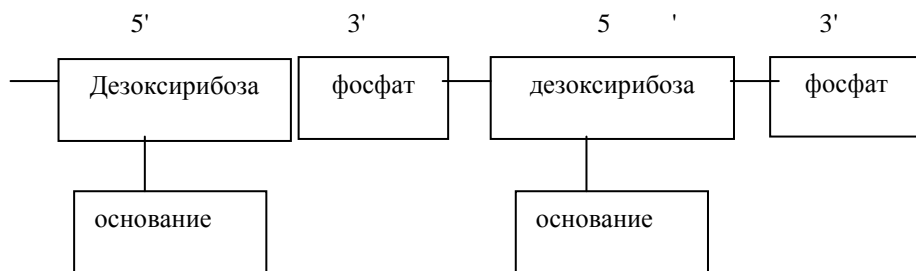 5' 3' 5 ' 3'
Дезоксирибоза фосфат дезоксирибоза фосфат
основание основание